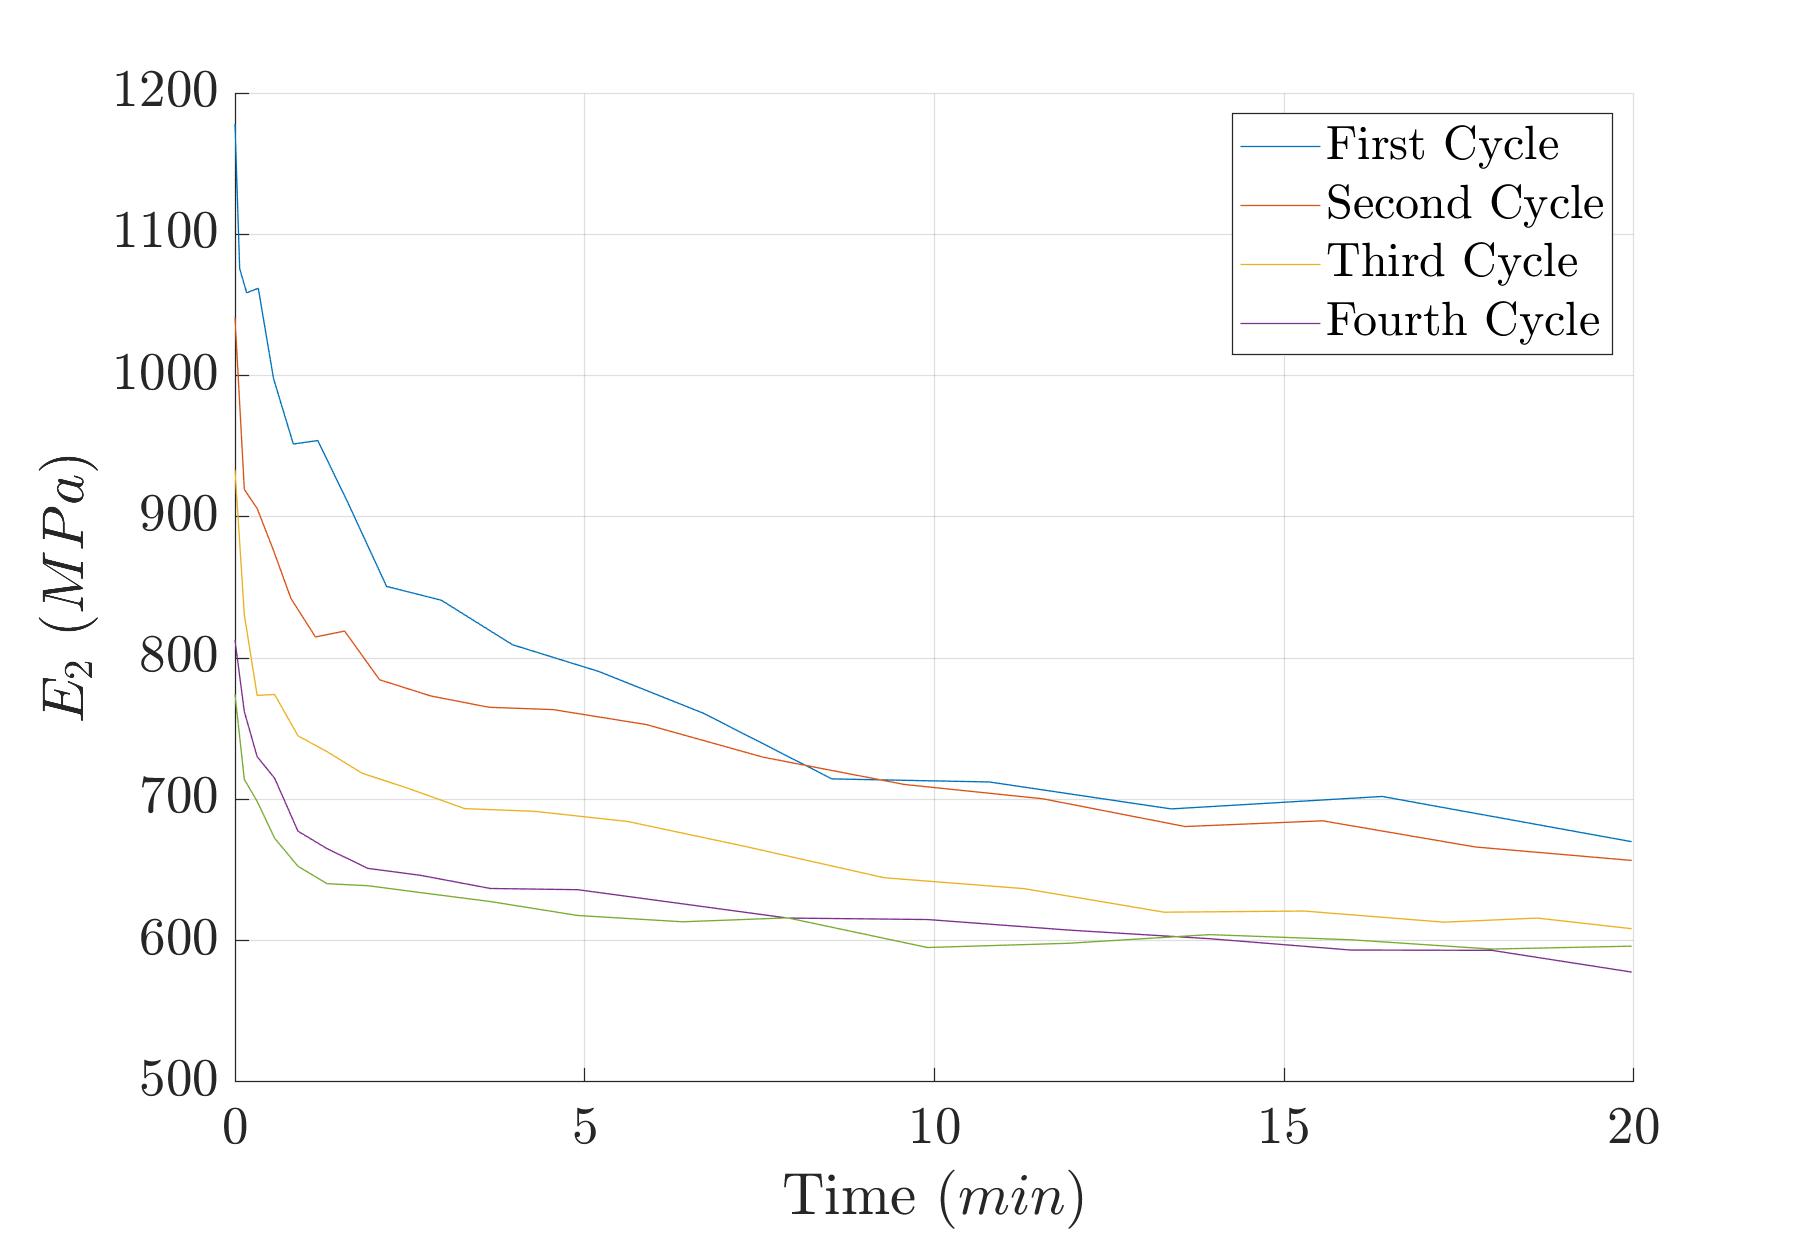 1200
1100
1000
900
800
700
600
500
E2 (MPa)
0 5 10 15 20
Time (min)
First Cycle
Second Cycle
Third Cycle
Fourth Cycle